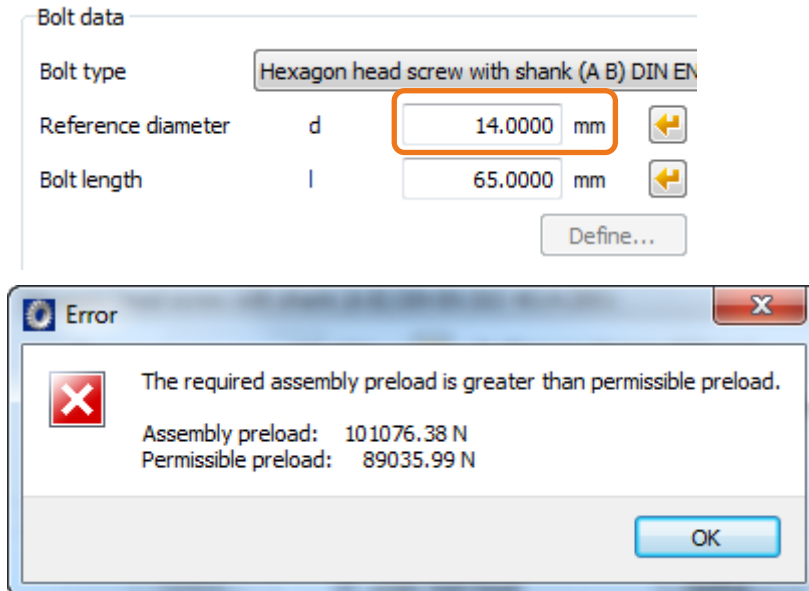 Bolt data
Bolt type Hexagon head screw with shank (A B) DIN EN
Reference diameter d 14.0000 mm
Bolt length l 65.0000 mm
Define...
Error
The required assembly preload is greater than permissible preload.
Assembly preload: 101076.38 N
Permissible preload: 89035.99 N
OK